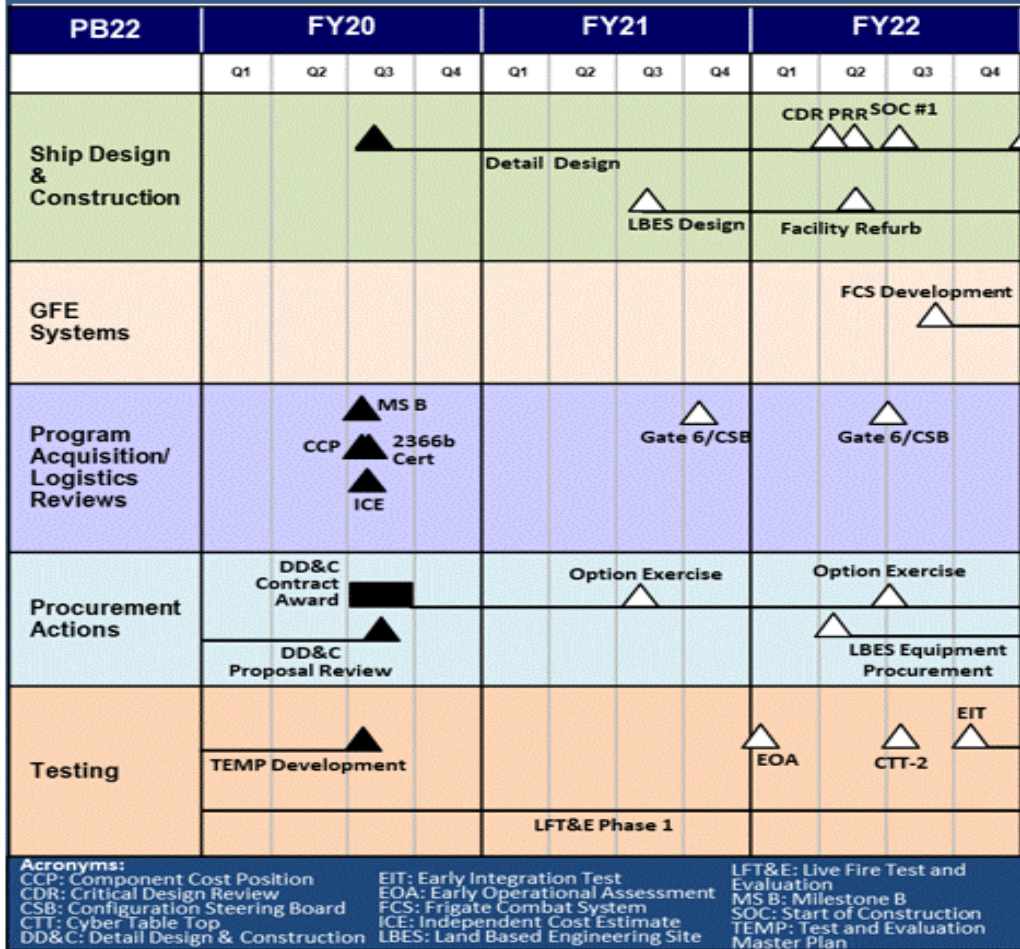 PB22 FY20 FY21 FY22
Q1 Q2 Q3 Q4 Q1 Q2 Q3 Q4 Q1 Q2 Q3 Q4
Ship Design
&
Construction
CDR PRR SOC #1
Detail Design
LBES Design
Facility Refurb
GFE
Systems
FCS Development
Program
Acquisition/
Logistics
Reviews
MS B
CCP
2366b
Cert
ICE
Gate 6/CSB
Gate 6/CSB
Procurement
Actions
DD&C
Contract
Award
Option Exercise
Option Exercise
DD&C
Proposal Review
LBES Equipment
Procurement
Testing
TEMP Development
EOA
CTT-2
EIT
LFT&E Phase 1
Acronyms:
CCP: Component Cost Position
CDR: Critical Design Review
CSB: Configuration Steering Board
CTT: Cyber Table Top
DD&C: Detail Design & Construction
EIT: Early Integration Test
EOA: Early Operational Assessment
FCS: Frigate Combat System
ICE: Independent Cost Estimate
LBES: Land Based Engineering Site
LFT&E: Live Fire Test and
Evaluation
MS B: Milestone B
SOC: Start of Construction
TEMP: Test and Evaluation
Master Plan